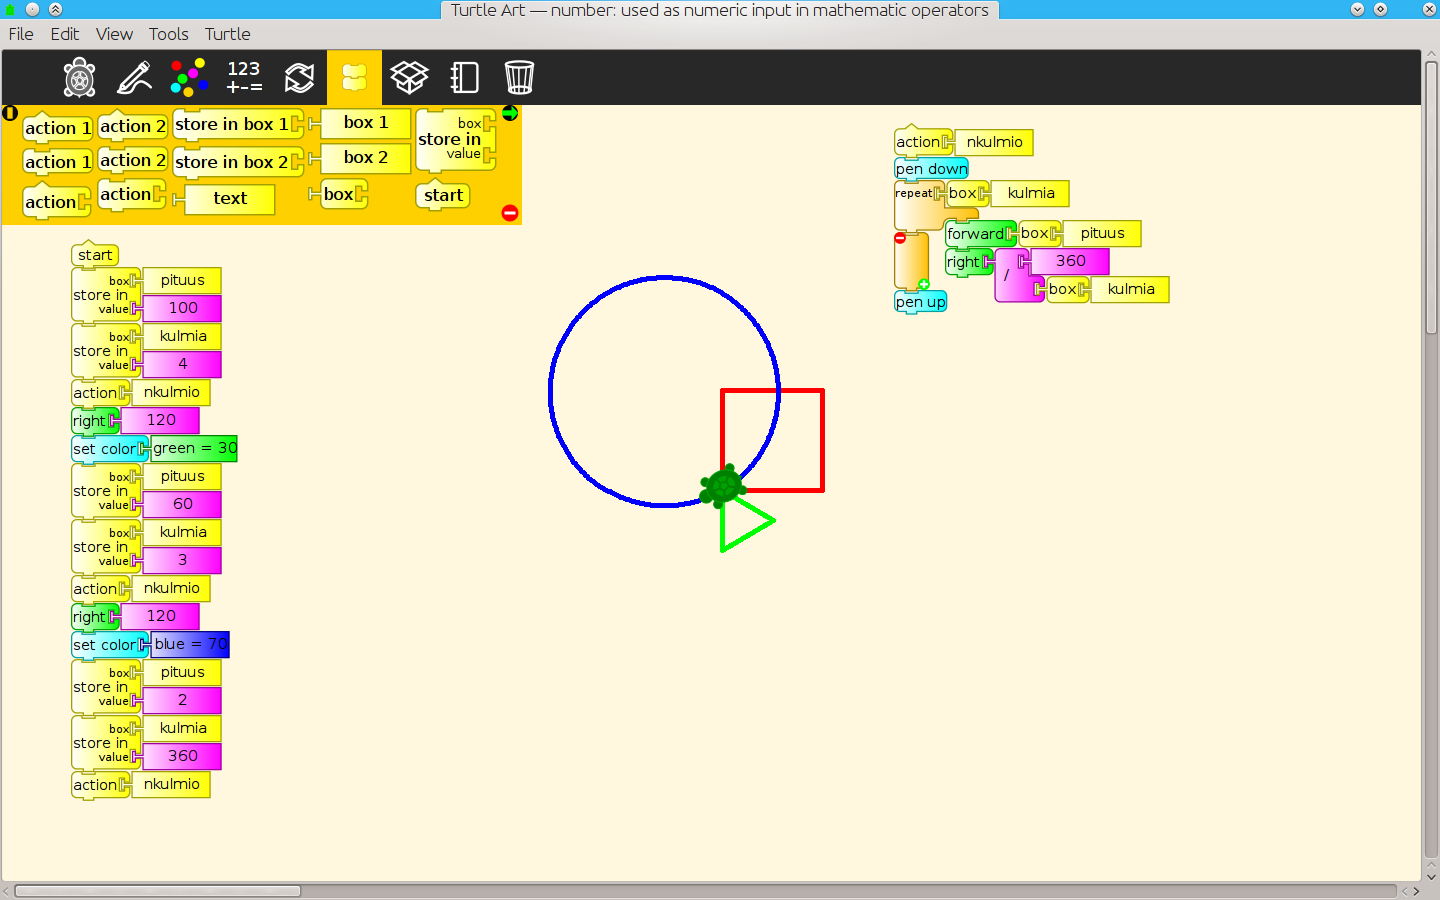 Turtle Art — number: used as numeric input in mathematic operators
File Edit View Tools Turtle
123
+-=
action 1 action 2 store in box 1 box 1 box store in value
action 1 action 2 store in box 2 box 2
action action text box start
start
box pituus
store in
value 100
box kulmia
store in
value 4
action nkulmio
right 120
set color green = 30
box pituus
store in
value 60
box kulmia
store in
value 3
action nkulmio
right 120
set color blue = 70
box pituus
store in
value 2
box kulmia
store in
value 360
action nkulmio
action nkulmio
pen down
repeat box kulmia
forward box pituus
right / 360
box kulmia
pen up